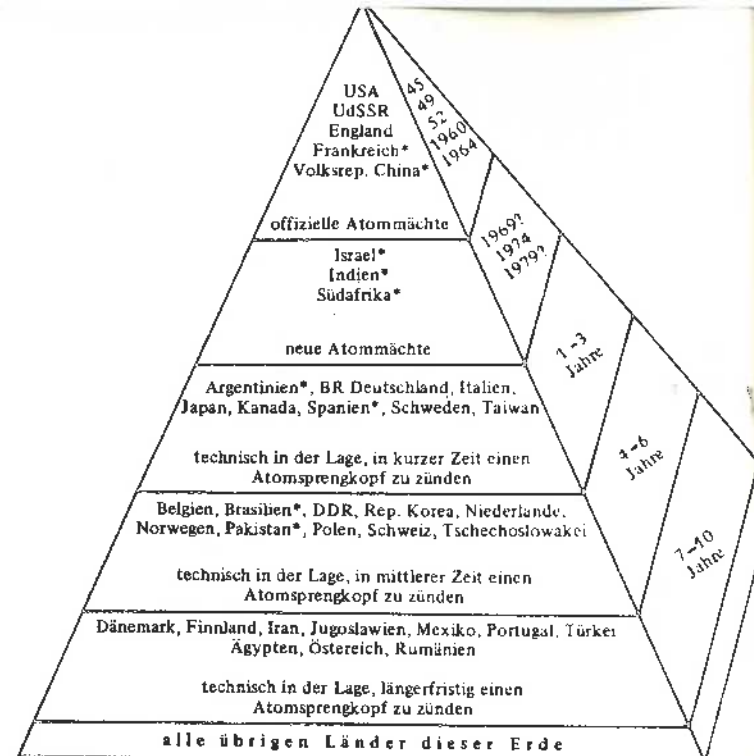 USA
UdSSR
England
Frankreich*
Volksrep. China*
45
49
52
1960
1964
offizielle Atommächte
Israel*
Indien*
Südafrika*
1969?
1974
1979?
neue Atommächte
Argentinien*, BR Deutschland, Italien,
Japan, Kanada, Spanien*, Schweden, Taiwan
1–3
Jahre
technisch in der Lage, in kurzer Zeit einen
Atomsprengkopf zu zünden
Belgien, Brasilien*, DDR, Rep. Korea, Niederlande,
Norwegen, Pakistan*, Polen, Schweiz, Tschechoslowakei
4–6
Jahre
technisch in der Lage, in mittlerer Zeit einen
Atomsprengkopf zu zünden
Dänemark, Finnland, Iran, Jugoslawien, Mexiko, Portugal, Türkei
Ägypten, Östereich, Rumänien
7–10
Jahre
technisch in der Lage, längerfristig einen
Atomsprengkopf zu zünden
alle übrigen Länder dieser Erde